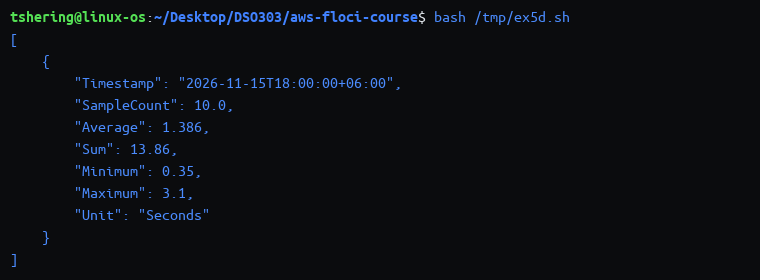 tshering@linux-os:~/Desktop/DSO303/aws-floci-course$ bash /tmp/ex5d.sh
[
    {
        "Timestamp": "2026-11-15T18:00:00+06:00",
        "SampleCount": 10.0,
        "Average": 1.386,
        "Sum": 13.86,
        "Minimum": 0.35,
        "Maximum": 3.1,
        "Unit": "Seconds"
    }
]